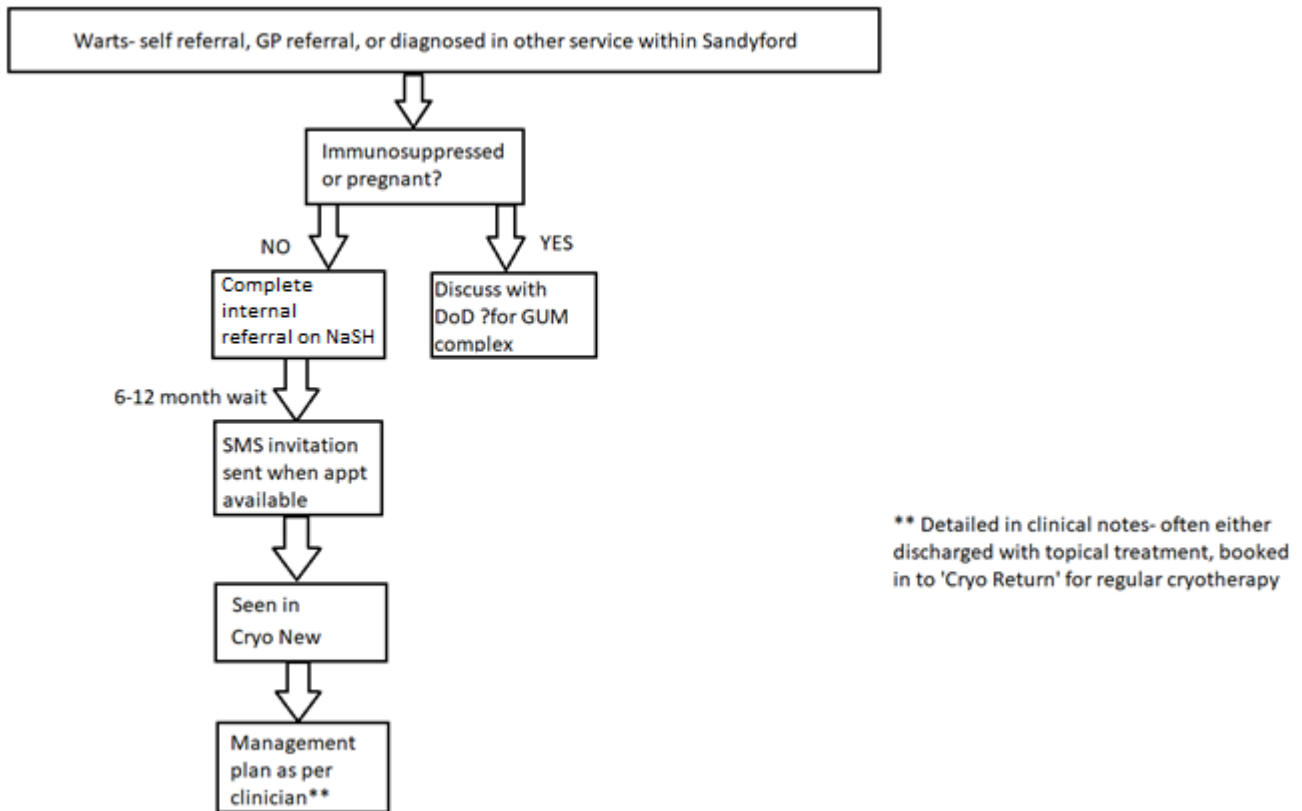 Warts- self referral, GP referral, or diagnosed in other service within Sandyford
Immunosuppressed
or pregnant?
NO
YES
Complete
internal
referral on NaSH
Discuss with
DoD ?for GUM
complex
6-12 month wait
SMS invitation
sent when appt
available
** Detailed in clinical notes- often either
discharged with topical treatment, booked
in to 'Cryo Return' for regular cryotherapy
Seen in
Cryo New
Management
plan as per
clinician**